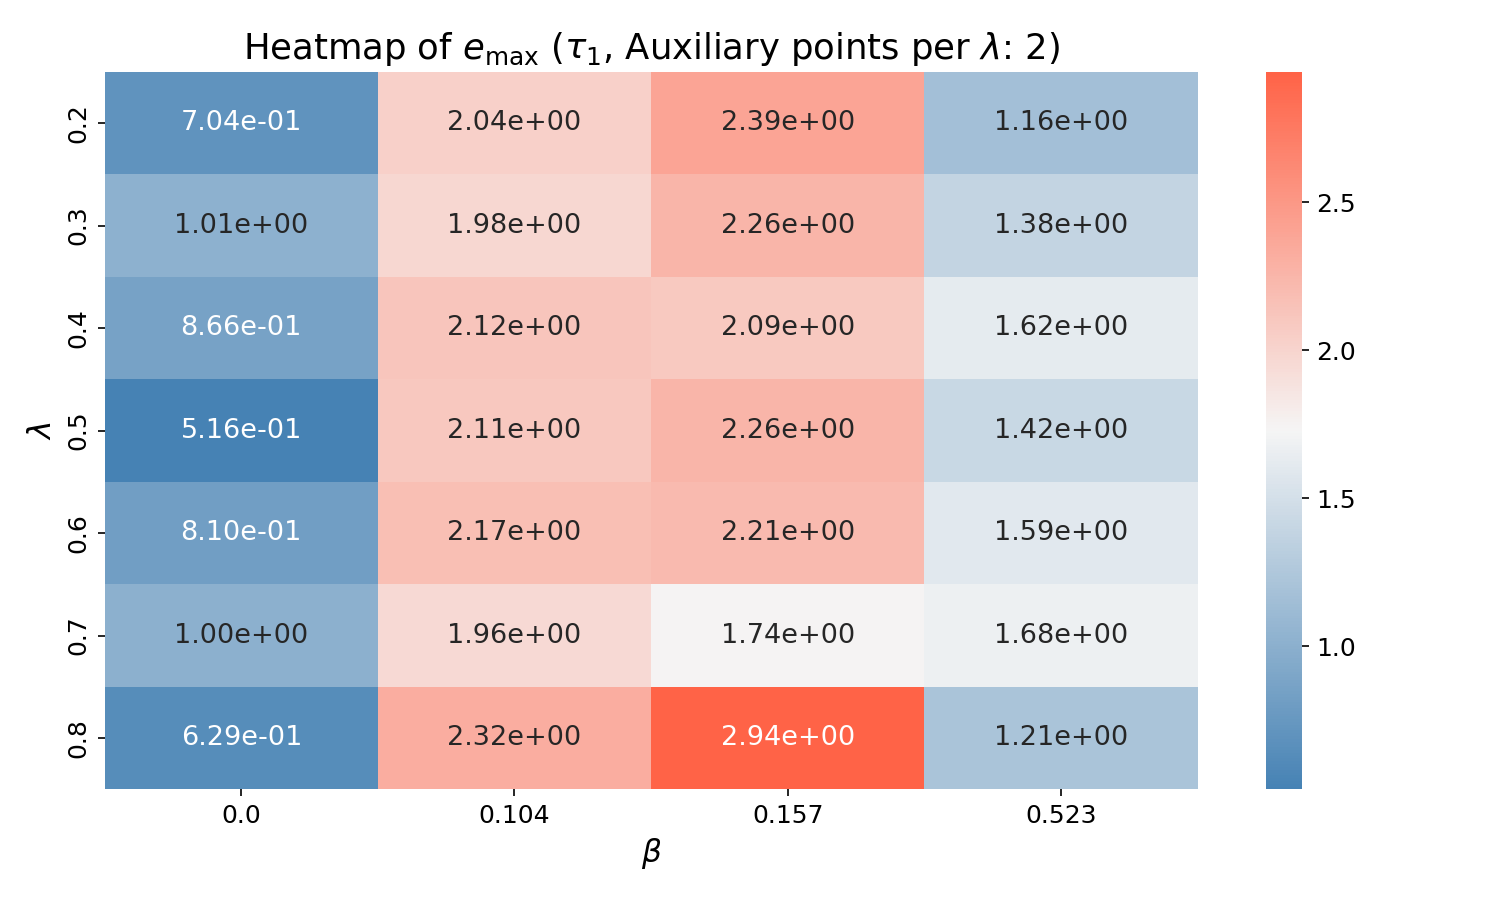 Heatmap of e_max (τ_1, Auxiliary points per λ: 2)
0.2 7.04e-01 2.04e+00 2.39e+00 1.16e+00
0.3 1.01e+00 1.98e+00 2.26e+00 1.38e+00
0.4 8.66e-01 2.12e+00 2.09e+00 1.62e+00
0.5 5.16e-01 2.11e+00 2.26e+00 1.42e+00
0.6 8.10e-01 2.17e+00 2.21e+00 1.59e+00
0.7 1.00e+00 1.96e+00 1.74e+00 1.68e+00
0.8 6.29e-01 2.32e+00 2.94e+00 1.21e+00
λ
0.0 0.104 0.157 0.523
β
2.5
2.0
1.5
1.0